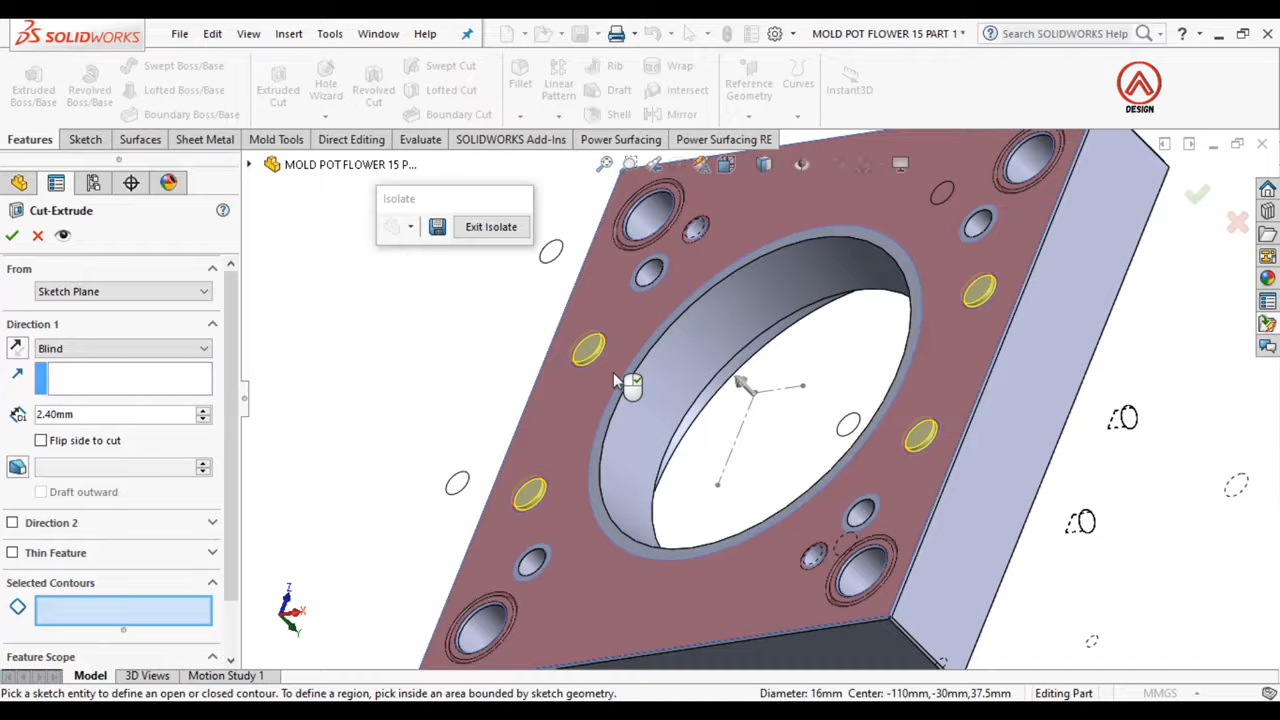 SOLIDWORKS File Edit View Insert Tools Window Help MOLD POT FLOWER 15 PART 1 * Search SOLIDWORKS Help ?
Extruded Boss/Base Revolved Boss/Base Swept Boss/Base Lofted Boss/Base Boundary Boss/Base Extruded Cut Hole Wizard Revolved Cut Swept Cut Lofted Cut Boundary Cut Fillet Linear Pattern Rib Draft Shell Wrap Intersect Mirror Reference Geometry Curves Instant3D DESIGN
Features Sketch Surfaces Sheet Metal Mold Tools Direct Editing Evaluate SOLIDWORKS Add-Ins Power Surfacing Power Surfacing RE
MOLD POT FLOWER 15 P...
Isolate
Exit Isolate
Cut-Extrude
From
Sketch Plane
Direction 1
Blind
2.40mm
Flip side to cut
Draft outward
Direction 2
Thin Feature
Selected Contours
Feature Scope
Z
X
Y
Model 3D Views Motion Study 1
Pick a sketch entity to define an open or closed contour. To define a region, pick inside an area bounded by sketch geometry. Diameter: 16mm Center: -110mm,-30mm,37.5mm Editing Part MMGS